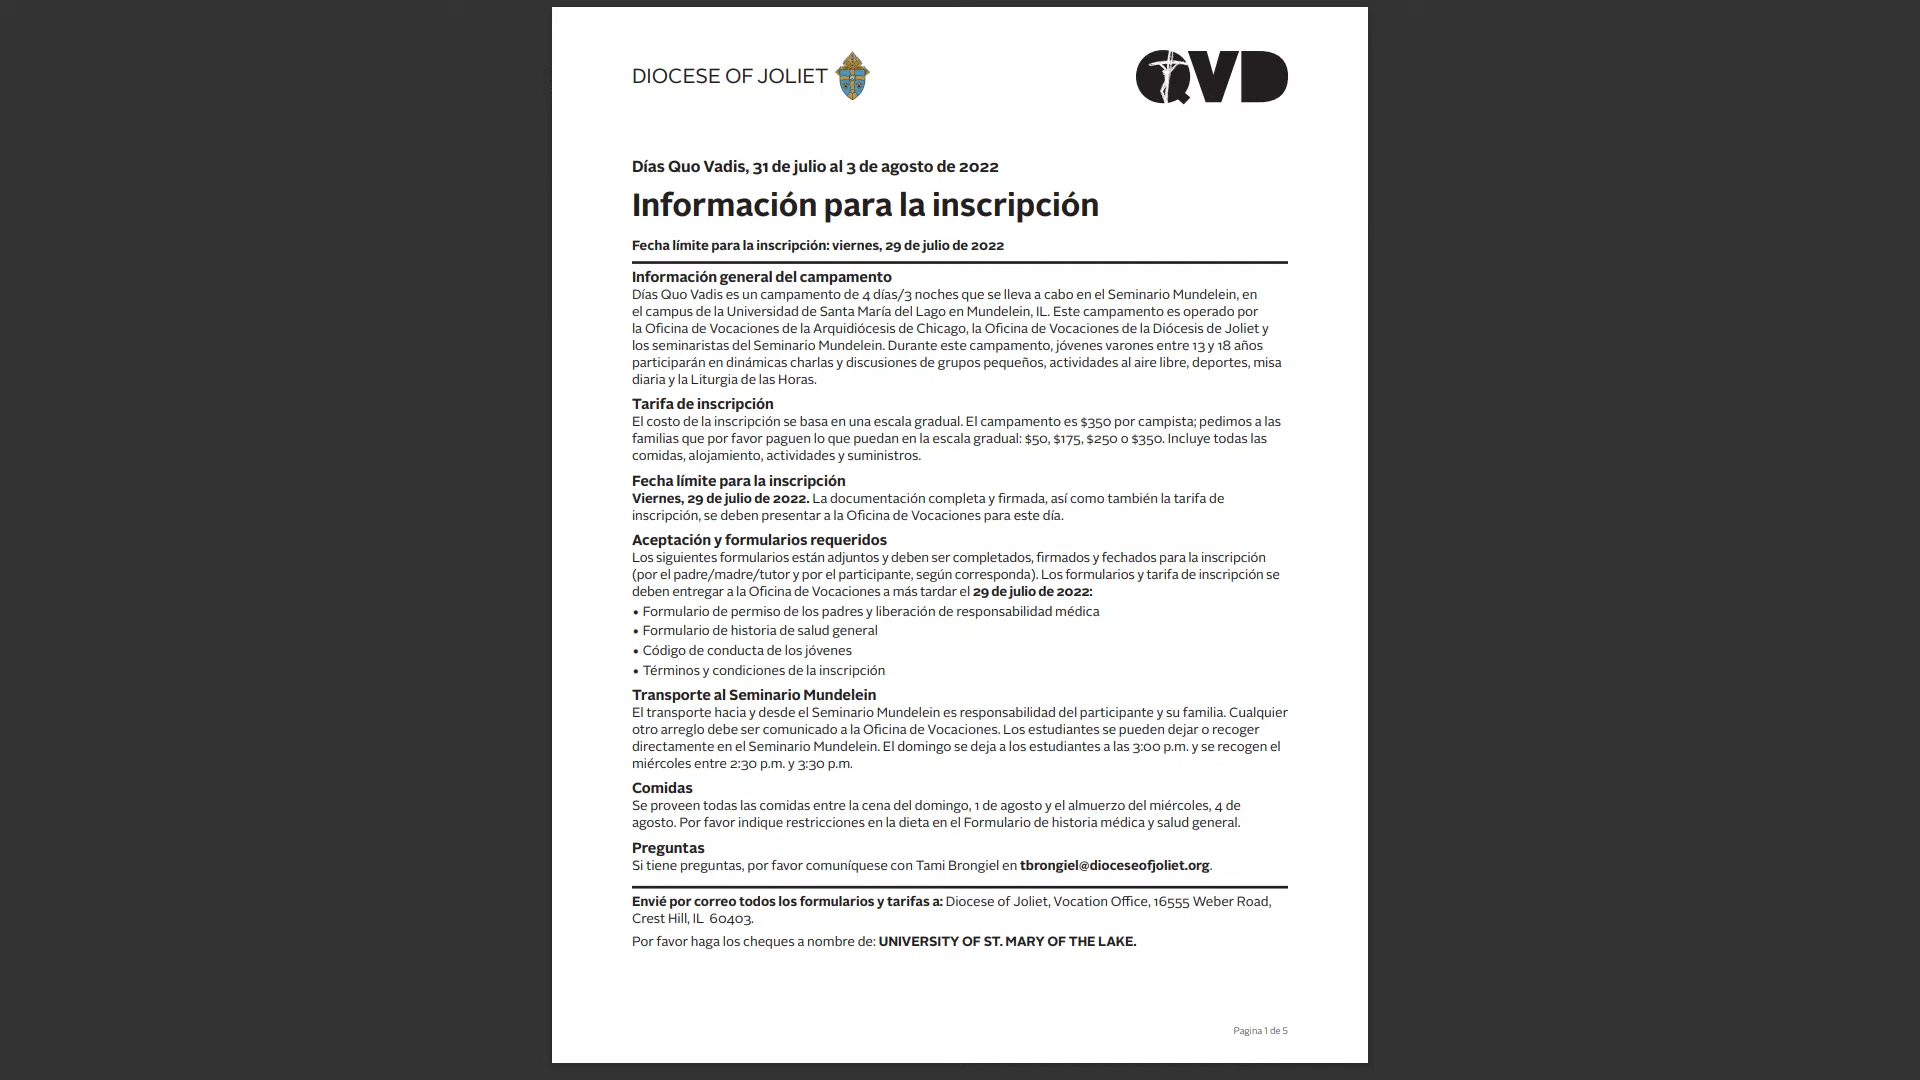 DIOCESE OF JOLIET
QVD
Días Quo Vadis, 31 de julio al 3 de agosto de 2022
Información para la inscripción
Fecha límite para la inscripción: viernes, 29 de julio de 2022
Información general del campamento
Días Quo Vadis es un campamento de 4 días/3 noches que se lleva a cabo en el Seminario Mundelein, en
el campus de la Universidad de Santa María del Lago en Mundelein, IL. Este campamento es operado por
la Oficina de Vocaciones de la Arquidiócesis de Chicago, la Oficina de Vocaciones de la Diócesis de Joliet y
los seminaristas del Seminario Mundelein. Durante este campamento, jóvenes varones entre 13 y 18 años
participarán en dinámicas charlas y discusiones de grupos pequeños, actividades al aire libre, deportes, misa
diaria y la Liturgia de las Horas.
Tarifa de inscripción
El costo de la inscripción se basa en una escala gradual. El campamento es $350 por campista; pedimos a las
familias que por favor paguen lo que puedan en la escala gradual: $50, $175, $250 o $350. Incluye todas las
comidas, alojamiento, actividades y suministros.
Fecha límite para la inscripción
Viernes, 29 de julio de 2022. La documentación completa y firmada, así como también la tarifa de
inscripción, se deben presentar a la Oficina de Vocaciones para este día.
Aceptación y formularios requeridos
Los siguientes formularios están adjuntos y deben ser completados, firmados y fechados para la inscripción
(por el padre/madre/tutor y por el participante, según corresponda). Los formularios y tarifa de inscripción se
deben entregar a la Oficina de Vocaciones a más tardar el 29 de julio de 2022:
• Formulario de permiso de los padres y liberación de responsabilidad médica
• Formulario de historia de salud general
• Código de conducta de los jóvenes
• Términos y condiciones de la inscripción
Transporte al Seminario Mundelein
El transporte hacia y desde el Seminario Mundelein es responsabilidad del participante y su familia. Cualquier
otro arreglo debe ser comunicado a la Oficina de Vocaciones. Los estudiantes se pueden dejar o recoger
directamente en el Seminario Mundelein. El domingo se deja a los estudiantes a las 3:00 p.m. y se recogen el
miércoles entre 2:30 p.m. y 3:30 p.m.
Comidas
Se proveen todas las comidas entre la cena del domingo, 1 de agosto y el almuerzo del miércoles, 4 de
agosto. Por favor indique restricciones en la dieta en el Formulario de historia médica y salud general.
Preguntas
Si tiene preguntas, por favor comuníquese con Tami Brongiel en tbrongiel@dioceseofjoliet.org.
Envié por correo todos los formularios y tarifas a: Diocese of Joliet, Vocation Office, 16555 Weber Road,
Crest Hill, IL  60403.
Por favor haga los cheques a nombre de: UNIVERSITY OF ST. MARY OF THE LAKE.
Pagina 1 de 5